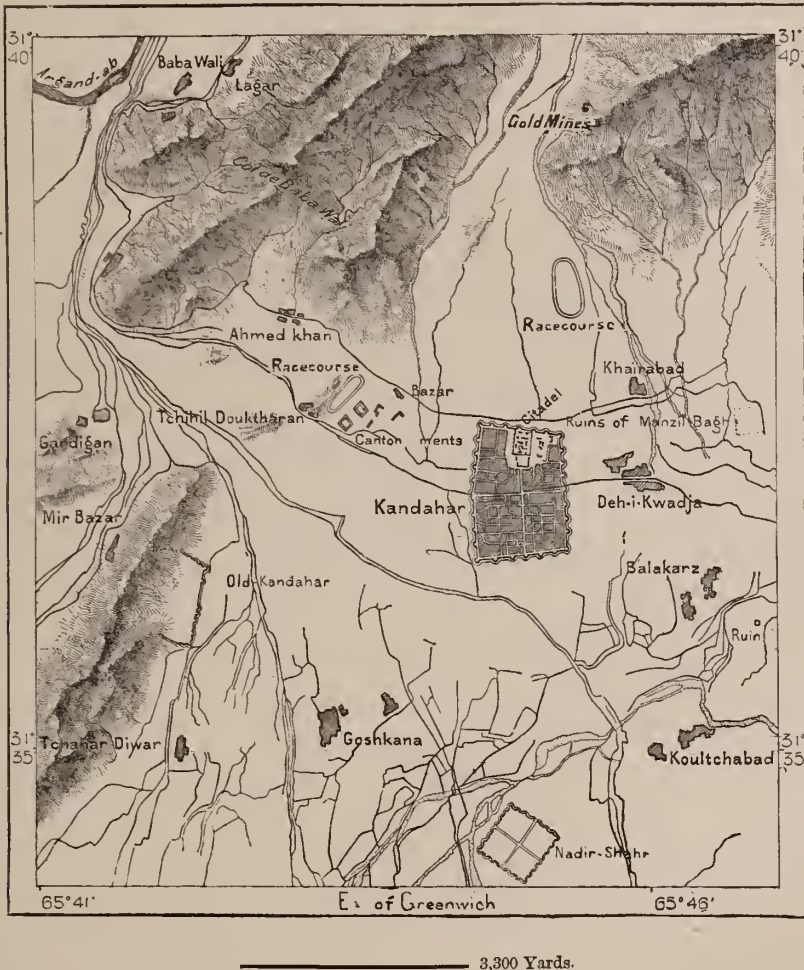 31°
40'
31°
40'
Argand-ab
Baba Wali
Lagar
Gold Mines
Col de Baba Wali
Racecourse
Ahmed khan
Racecourse
Khairabad
Bazar
Citadel
Tchihil Douktharan
Ruins of Manzil Bagh
Cantonments
Gandigan
Kandahar
Deh-i-Kwadja
Mir Bazar
Old Kandahar
Balakarz
Ruin
31°
35'
Tchahar Diwar
Goshkana
31°
35'
Koultchabad
Nadir-Shahr
65°41'
E. of Greenwich
65°46'
3,300 Yards.